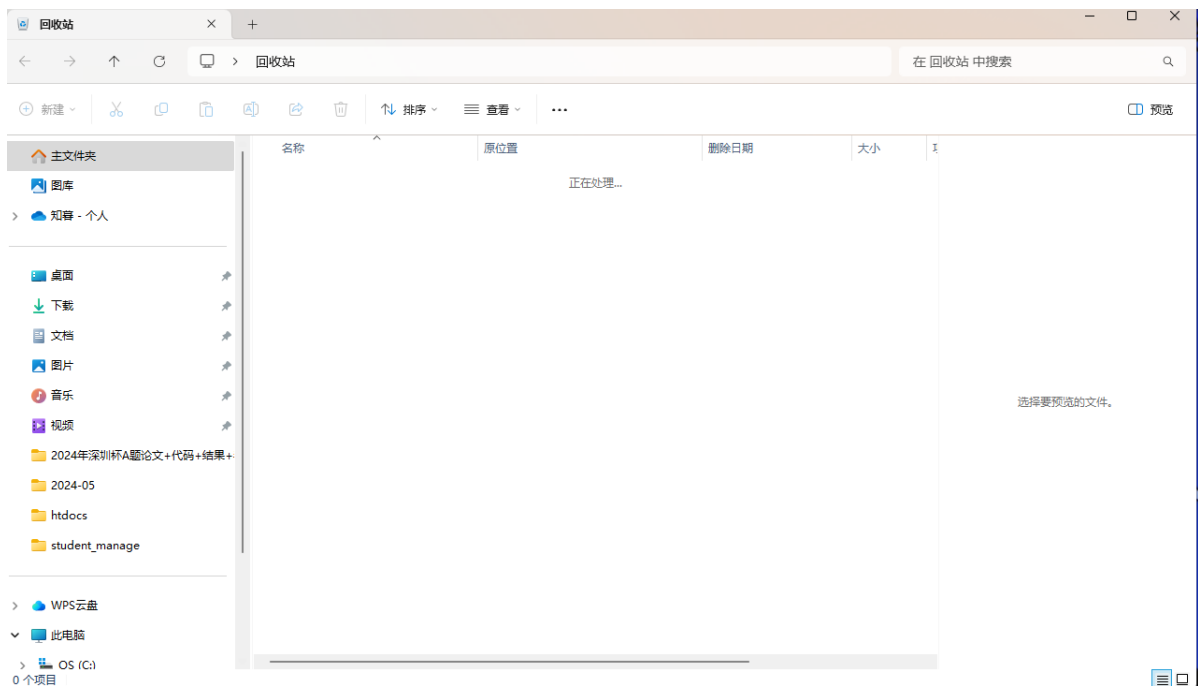 回收站
回收站
在 回收站 中搜索
新建
排序
查看
预览
主文件夹
图库
知暮 - 个人
桌面
下载
文档
图片
音乐
视频
2024年深圳杯A题论文+代码+结果+
2024-05
htdocs
student_manage
WPS云盘
此电脑
OS (C:)
0 个项目
名称 原位置 删除日期 大小
正在处理...
选择要预览的文件。